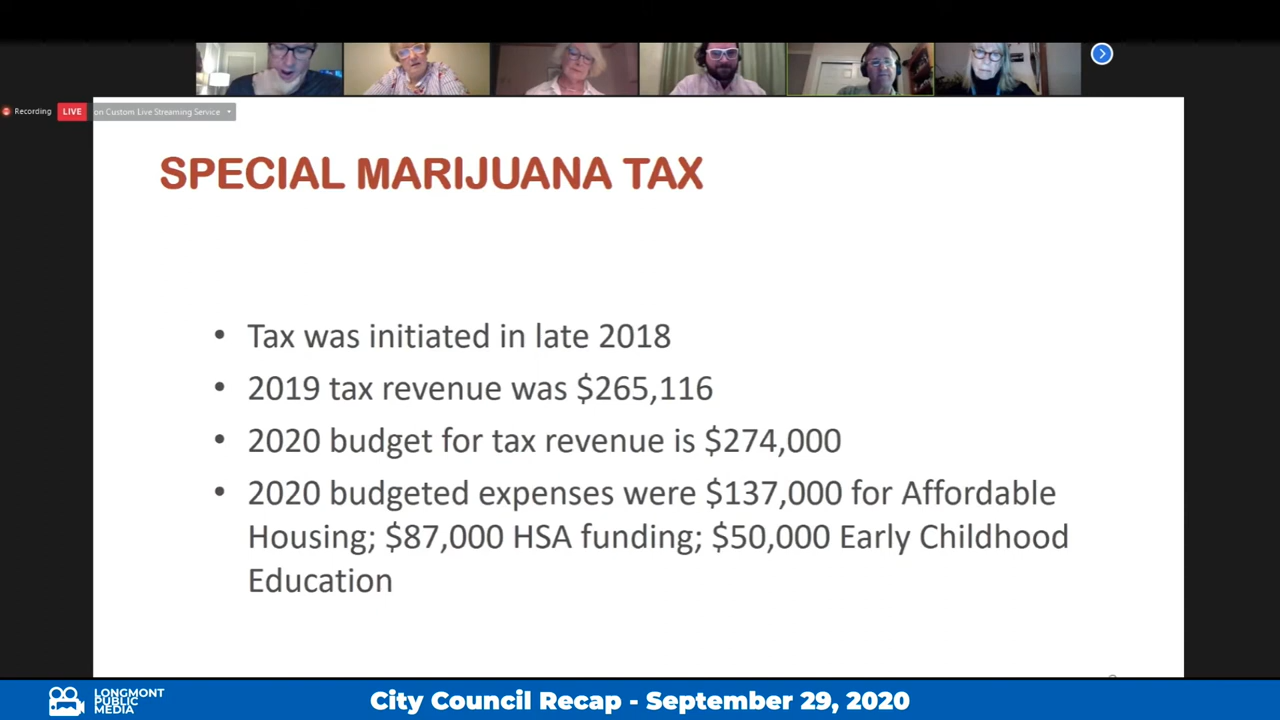 Recording
LIVE
on Custom Live Streaming Service
SPECIAL MARIJUANA TAX
• Tax was initiated in late 2018
• 2019 tax revenue was $265,116
• 2020 budget for tax revenue is $274,000
• 2020 budgeted expenses were $137,000 for Affordable
Housing; $87,000 HSA funding; $50,000 Early Childhood
Education
LONGMONT
PUBLIC
MEDIA
City Council Recap - September 29, 2020